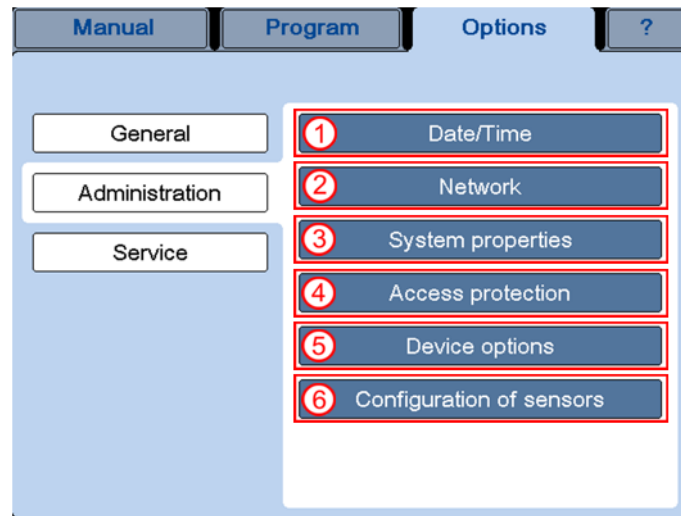 Manual Program Options ?
General
Administration
Service
1 Date/Time
2 Network
3 System properties
4 Access protection
5 Device options
6 Configuration of sensors